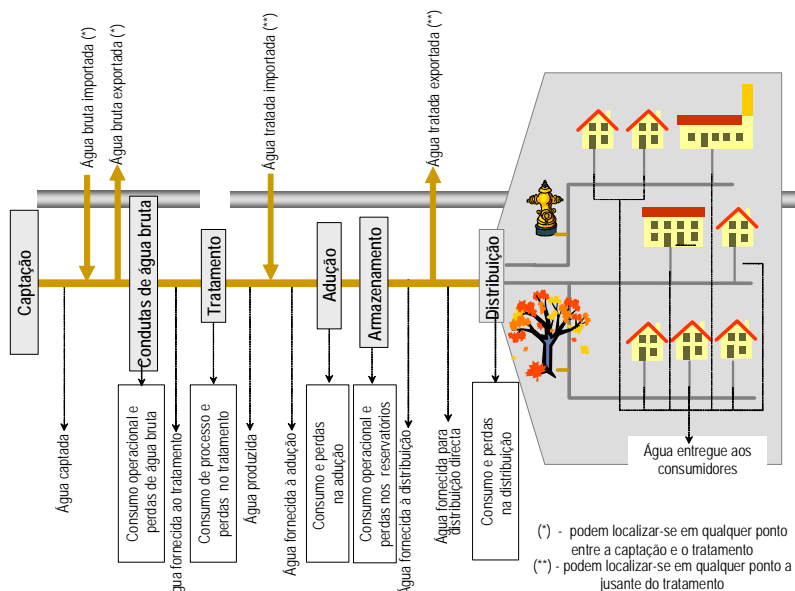 Água bruta importada (*)
Água bruta exportada (*)
Água tratada importada (**)
Água tratada exportada (**)
Captação
Condutas de água bruta
Tratamento
Adução
Armazenamento
Distribuição
Água captada
Consumo operacional e
perdas de água bruta
gua fornecida ao tratamento
Consumo de processo e
perdas no tratamento
Água produzida
Água fornecida à adução
Consumo e perdas
na adução
Consumo operacional e
perdas nos reservatórios
Água fornecida à distribuição
Água fornecida para
distribuição directa
Consumo e perdas
na distribuição
Água entregue aos
consumidores
(*) - podem localizar-se em qualquer ponto
entre a captação e o tratamento
(**) - podem localizar-se em qualquer ponto a
jusante do tratamento